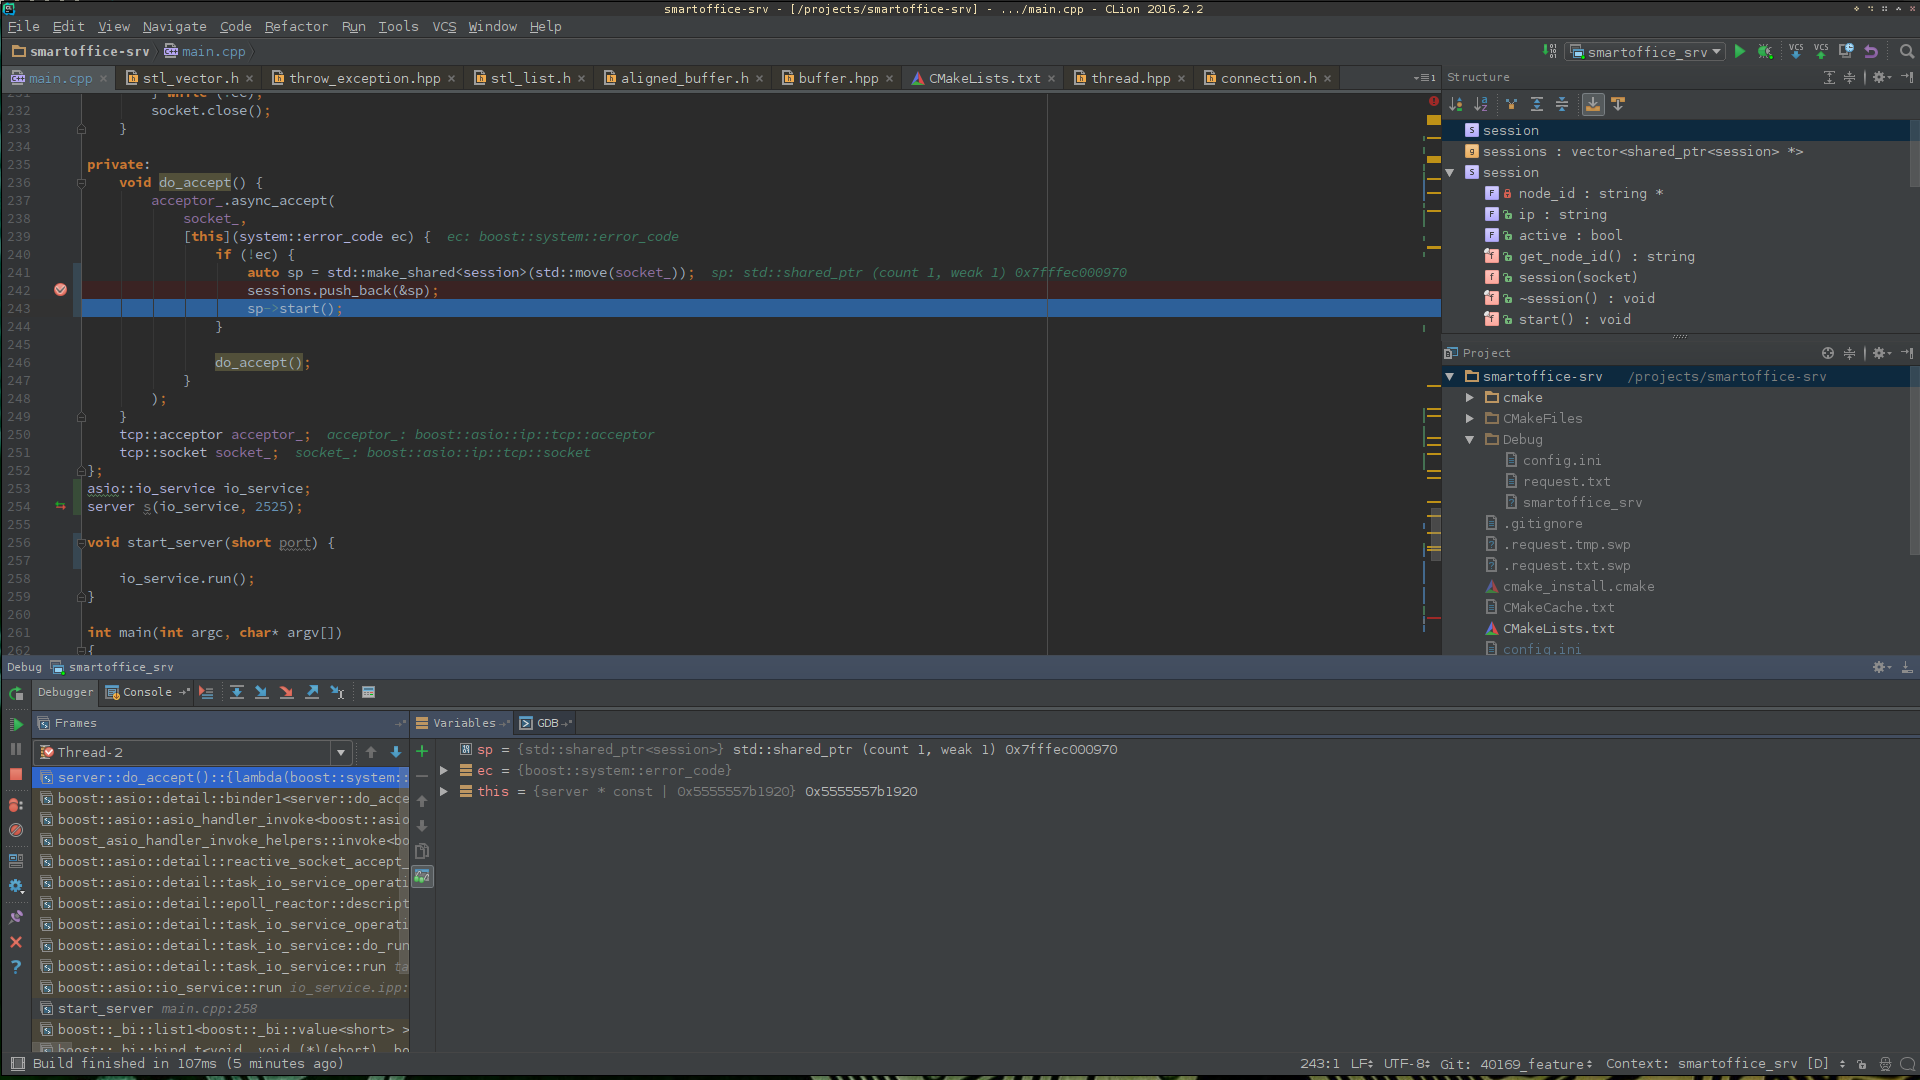 smartoffice-srv - [/projects/smartoffice-srv] - .../main.cpp - CLion 2016.2.2
File Edit View Navigate Code Refactor Run Tools VCS Window Help
smartoffice-srv main.cpp
smartoffice_srv
main.cpp stl_vector.h throw_exception.hpp stl_list.h aligned_buffer.h buffer.hpp CMakeLists.txt thread.hpp connection.h
232 socket.close();
233 }
234
235 private:
236 void do_accept() {
237 acceptor_.async_accept(
238 socket_,
239 [this](system::error_code ec) { ec: boost::system::error_code
240 if (!ec) {
241 auto sp = std::make_shared<session>(std::move(socket_)); sp: std::shared_ptr (count 1, weak 1) 0x7fffec000970
242 sessions.push_back(&sp);
243 sp->start();
244 }
245
246 do_accept();
247 }
248 );
249 }
250 tcp::acceptor acceptor_; acceptor_: boost::asio::ip::tcp::acceptor
251 tcp::socket socket_; socket_: boost::asio::ip::tcp::socket
252 };
253 asio::io_service io_service;
254 server s(io_service, 2525);
255
256 void start_server(short port) {
257
258 io_service.run();
259 }
260
261 int main(int argc, char* argv[])
262 {
Structure
session
sessions : vector<shared_ptr<session> *>
session
node_id : string *
ip : string
active : bool
get_node_id() : string
session(socket)
~session() : void
start() : void
Project
smartoffice-srv /projects/smartoffice-srv
cmake
CMakeFiles
Debug
config.ini
request.txt
smartoffice_srv
.gitignore
.request.tmp.swp
.request.txt.swp
cmake_install.cmake
CMakeCache.txt
CMakeLists.txt
config.ini
Debug smartoffice_srv
Debugger Console
Frames
Thread-2
server::do_accept()::{lambda(boost::system::
boost::asio::detail::binder1<server::do_acce
boost::asio::asio_handler_invoke<boost::asio
boost_asio_handler_invoke_helpers::invoke<bo
boost::asio::detail::reactive_socket_accept_
boost::asio::detail::task_io_service_operati
boost::asio::detail::epoll_reactor::descript
boost::asio::detail::task_io_service_operati
boost::asio::detail::task_io_service::do_run
boost::asio::detail::task_io_service::run ta
boost::asio::io_service::run io_service.ipp:
start_server main.cpp:258
boost::_bi::list1<boost::_bi::value<short> >
Variables GDB
sp = {std::shared_ptr<session>} std::shared_ptr (count 1, weak 1) 0x7fffec000970
ec = {boost::system::error_code}
this = {server * const | 0x5555557b1920} 0x5555557b1920
Build finished in 107ms (5 minutes ago)
243:1 LF UTF-8 Git: 40169_feature Context: smartoffice_srv [D]